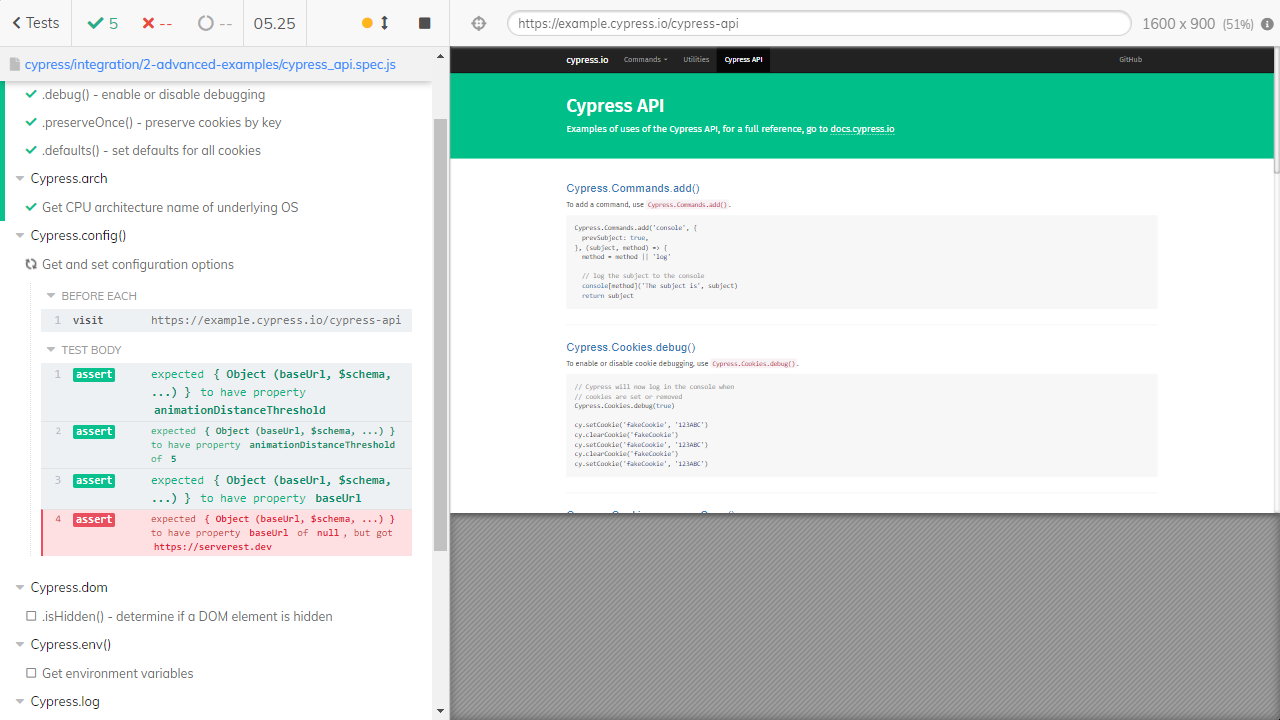 Tests
5
--
--
05.25
https://example.cypress.io/cypress-api
1600 x 900 (51%)
cypress/integration/2-advanced-examples/cypress_api.spec.js
.debug() - enable or disable debugging
.preserveOnce() - preserve cookies by key
.defaults() - set defaults for all cookies
Cypress.arch
Get CPU architecture name of underlying OS
Cypress.config()
Get and set configuration options
BEFORE EACH
1 visit https://example.cypress.io/cypress-api
TEST BODY
1 assert expected { Object (baseUrl, $schema,
...) } to have property
animationDistanceThreshold
2 assert expected { Object (baseUrl, $schema, ...) }
to have property animationDistanceThreshold
of 5
3 assert expected { Object (baseUrl, $schema,
...) } to have property baseUrl
4 assert expected { Object (baseUrl, $schema, ...) }
to have property baseUrl of null, but got
https://serverest.dev
Cypress.dom
.isHidden() - determine if a DOM element is hidden
Cypress.env()
Get environment variables
Cypress.log
cypress.io Commands Utilities Cypress API GitHub
Cypress API
Examples of uses of the Cypress API, for a full reference, go to docs.cypress.io
Cypress.Commands.add()
To add a command, use Cypress.Commands.add().
Cypress.Commands.add('console', {
prevSubject: true,
}, (subject, method) => {
method = method || 'log'
// log the subject to the console
console[method]('The subject is', subject)
return subject
Cypress.Cookies.debug()
To enable or disable cookie debugging, use Cypress.Cookies.debug().
// Cypress will now log in the console when
// cookies are set or removed
Cypress.Cookies.debug(true)
cy.setCookie('fakeCookie', '123ABC')
cy.clearCookie('fakeCookie')
cy.setCookie('fakeCookie', '123ABC')
cy.clearCookie('fakeCookie')
cy.setCookie('fakeCookie', '123ABC')